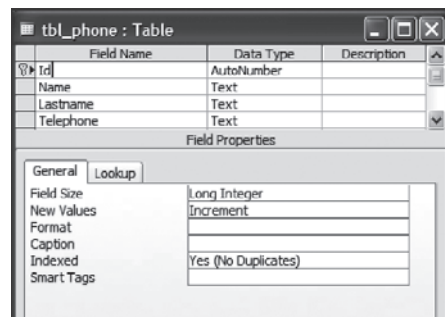 tbl_phone : Table
Field Name Data Type Description
Id AutoNumber
Name Text
Lastname Text
Telephone Text
Field Properties
General Lookup
Field Size Long Integer
New Values Increment
Format
Caption
Indexed Yes (No Duplicates)
Smart Tags